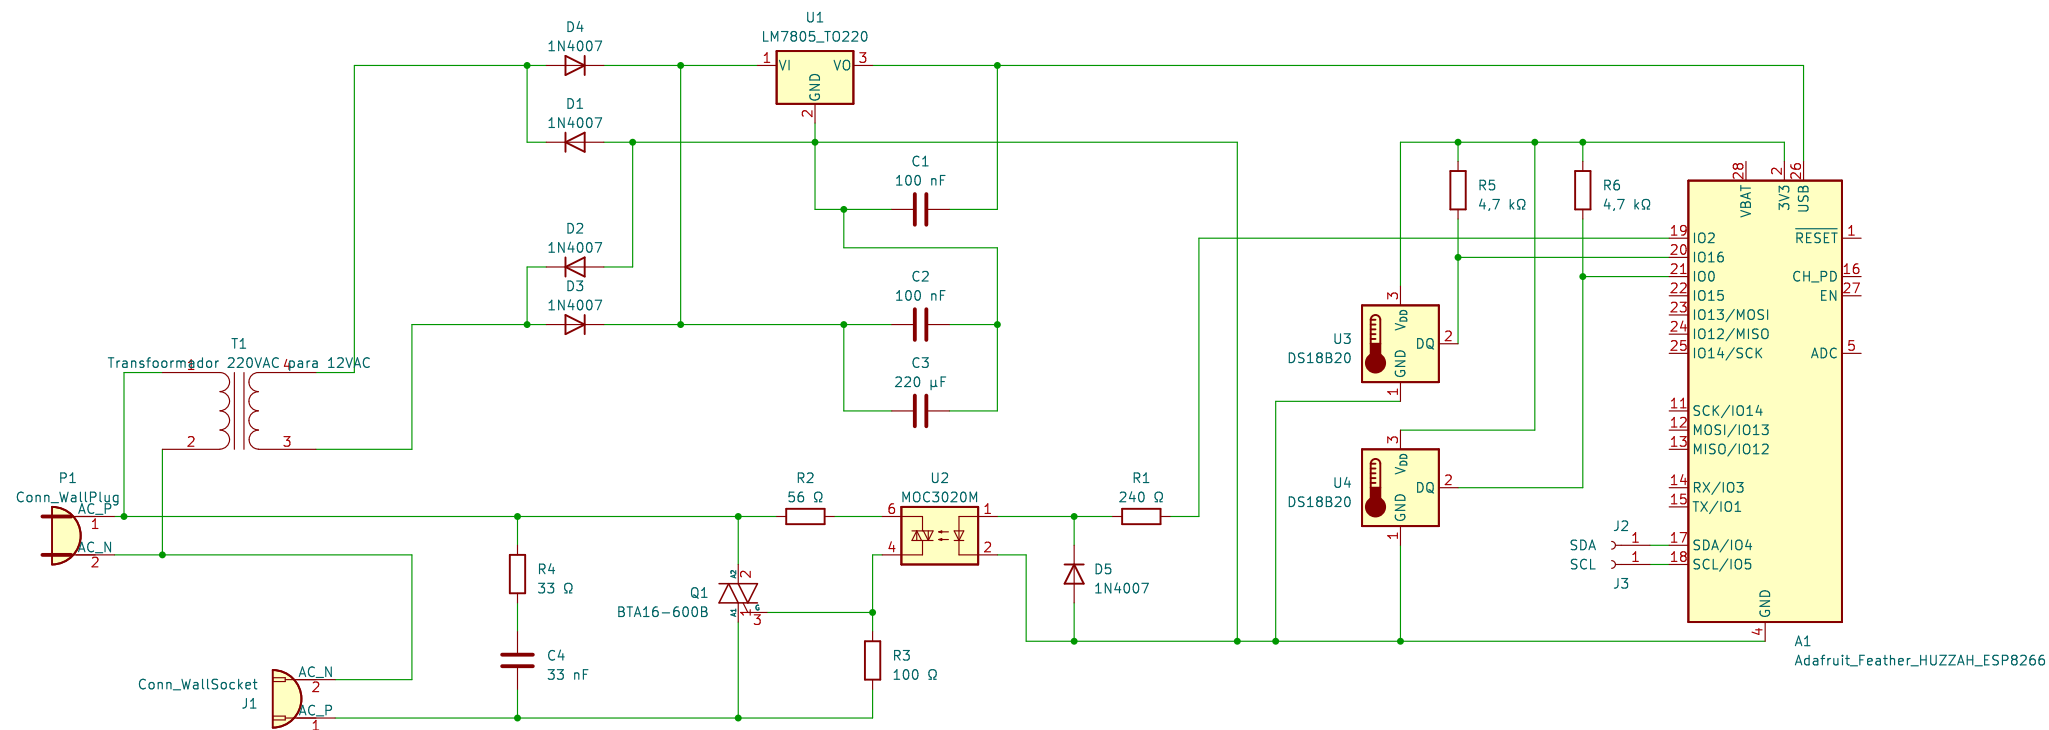 D4
1N4007
U1
LM7805_TO220
1
VI
VO
3
GND
2
D1
1N4007
C1
100 nF
D2
1N4007
D3
1N4007
C2
100 nF
C3
220 µF
T1
Transfoormador 220VAC para 12VAC
1
4
2
3
P1
Conn_WallPlug
AC_P
1
AC_N
2
R4
33 Ω
C4
33 nF
Conn_WallSocket
J1
AC_N
2
AC_P
1
Q1
BTA16-600B
A2
2
A1
1
G
3
R2
56 Ω
U2
MOC3020M
6
4
1
2
R3
100 Ω
R1
240 Ω
D5
1N4007
R5
4,7 kΩ
R6
4,7 kΩ
U3
DS18B20
3
VDD
DQ
2
GND
1
U4
DS18B20
3
VDD
DQ
2
GND
1
28
VBAT
2
3V3
26
USB
19 IO2
20 IO16
21 IO0
22 IO15
23 IO13/MOSI
24 IO12/MISO
25 IO14/SCK
11 SCK/IO14
12 MOSI/IO13
13 MISO/IO12
14 RX/IO3
15 TX/IO1
17 SDA/IO4
18 SCL/IO5
RESET 1
CH_PD 16
EN 27
ADC 5
GND
4
J2
SDA 1
SCL 1
J3
A1
Adafruit_Feather_HUZZAH_ESP8266